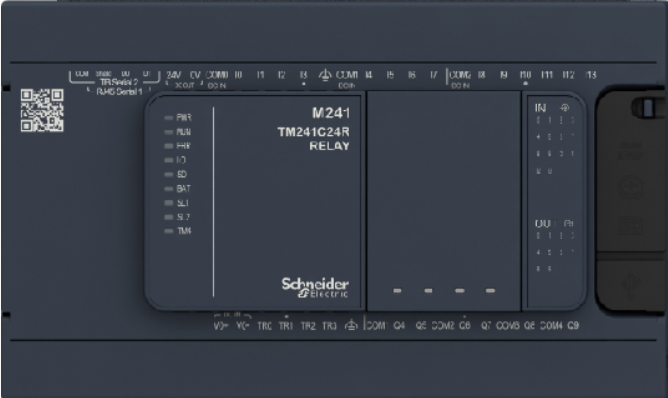 COM Shield D0 D1 24V 0V COM0 I0 I1 I2 I3 COM1 I4 I5 I6 I7 COM2 I8 I9 I10 I11 I12 I13
Serial 2 DC OUT DC IN DC IN DC IN
RJ45 Serial 1
M241
TM241C24R
RELAY
PWR
RUN
ERR
I/O
SD
BAT
SL1
SL2
TM4
IN
Schneider
Electric
V0+ V0- TR0 TR1 TR2 TR3 COM1 Q4 Q5 COM2 Q6 Q7 COM3 Q8 COM4 Q9